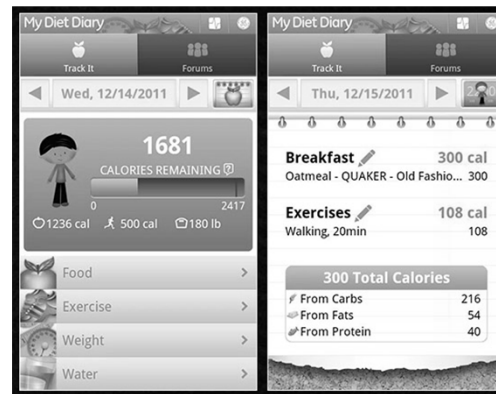 My Diet Diary
Track It
Forums
Wed, 12/14/2011
1681
CALORIES REMAINING ?
0
2417
1236 cal
500 cal
180 lb
Food
Exercise
Weight
Water
My Diet Diary
Track It
Forums
Thu, 12/15/2011
Breakfast 300 cal
Oatmeal - QUAKER - Old Fashio... 300
Exercises 108 cal
Walking, 20min 108
300 Total Calories
From Carbs 216
From Fats 54
From Protein 40